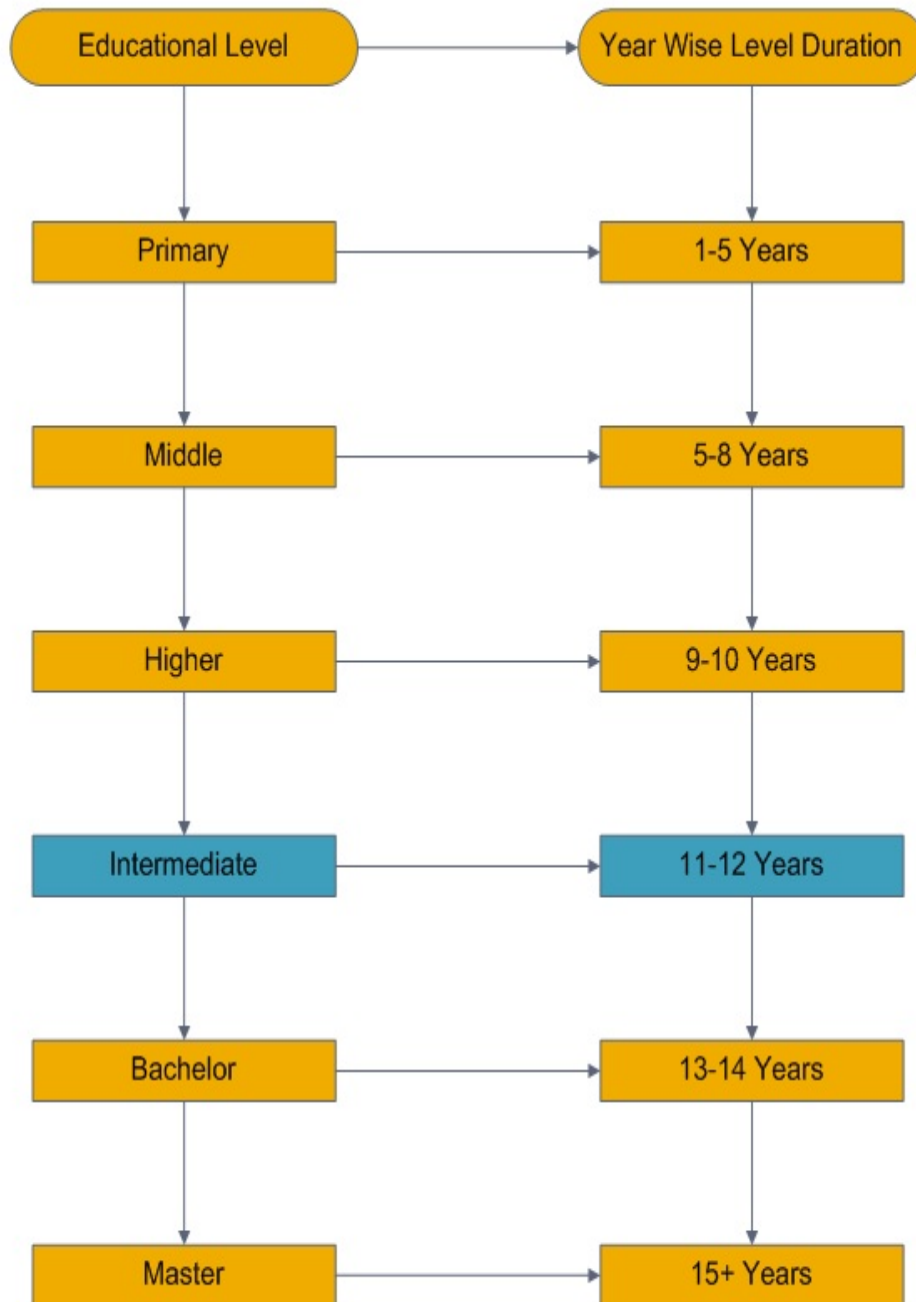 Educational Level
Year Wise Level Duration
Primary
1-5 Years
Middle
5-8 Years
Higher
9-10 Years
Intermediate
11-12 Years
Bachelor
13-14 Years
Master
15+ Years